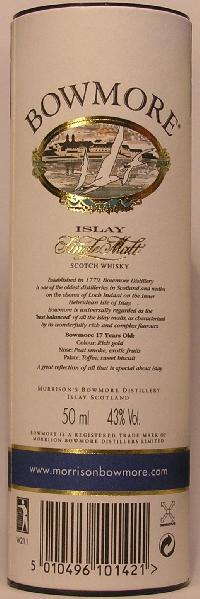 BOWMORE®
ISLAY
Single Malt
SCOTCH WHISKY
Established in 1779, Bowmore Distillery
is one of the oldest distilleries in Scotland and nestles
on the shores of Loch Indaal on the Inner
Hebridean isle of Islay.
Bowmore is universally regarded as the
'best balanced' of all the Islay malts, as characterised
by its wonderfully rich and complex flavours.
Bowmore 17 Years Old:
Colour: Rich gold
Nose: Peat smoke, exotic fruits
Palate: Toffee, sweet biscuit
A great reflection of all that is special about Islay.
MORRISON'S BOWMORE DISTILLERY
ISLAY SCOTLAND
50 ml 43% Vol.
BOWMORE IS A REGISTERED TRADE MARK OF
MORRISON BOWMORE DISTILLERS LIMITED
www.morrisonbowmore.com
5 010496 101421 >